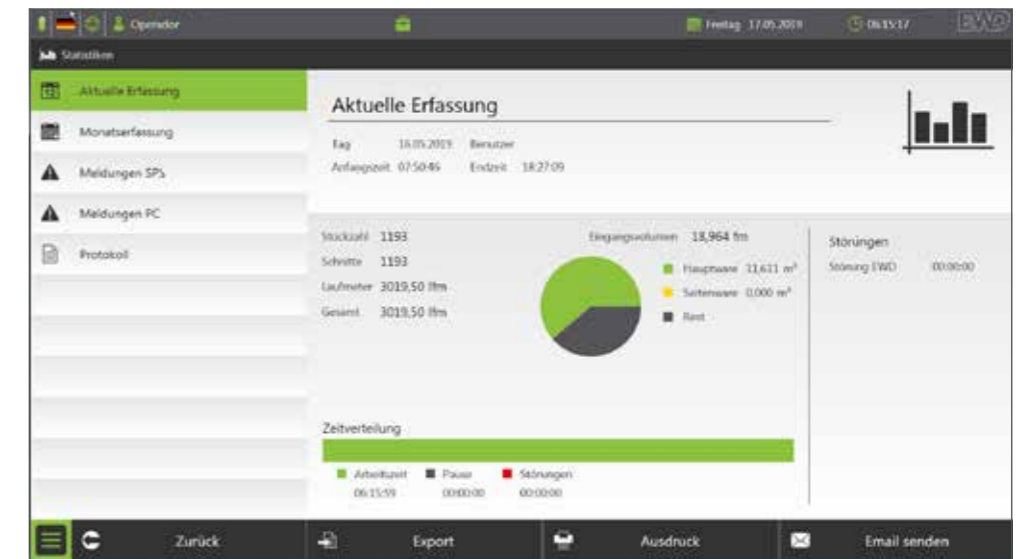 Operator Freitag 17.05.2019 06:15:17 EWD
Statistiken
Aktuelle Erfassung
Monatserfassung
Meldungen SPS
Meldungen PC
Protokoll
Aktuelle Erfassung
Tag 16.05.2019 Benutzer
Anfangszeit 07:50:46 Endzeit 18:27:09
Stückzahl 1193
Schnitte 1193
Laufmeter 3019,50 lfm
Gesamt 3019,50 lfm
Eingangsvolumen 18,964 fm
Hauptware 11,611 m³
Seitenware 0,000 m³
Rest
Störungen
Störung EWD 00:00:00
Zeitverteilung
Arbeitszeit Pause Störungen
06:15:59 00:00:00 00:00:00
Zurück Export Ausdruck Email senden